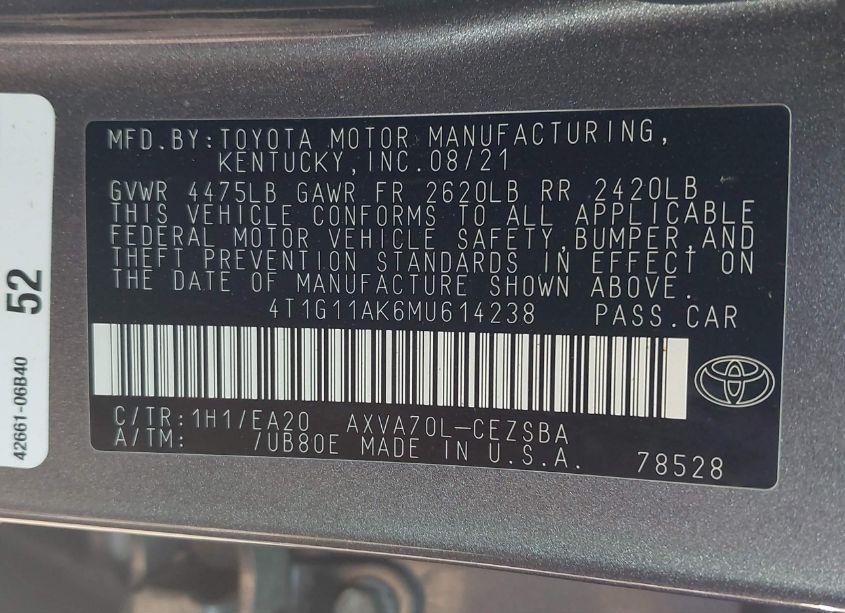 MFD.BY:TOYOTA MOTOR MANUFACTURING,
KENTUCKY,INC.08/21
GVWR 4475LB GAWR FR 2620LB RR 2420LB
THIS VEHICLE CONFORMS TO ALL APPLICABLE
FEDERAL MOTOR VEHICLE SAFETY,BUMPER,AND
THEFT PREVENTION STANDARDS IN EFFECT ON
THE DATE OF MANUFACTURE SHOWN ABOVE.
4T1G11AK6MU614238 PASS.CAR
C/TR:1H1/EA20 AXVA70L-CEZSBA
A/TM: /UB80E MADE IN U.S.A.
78528
52
42661-06B40